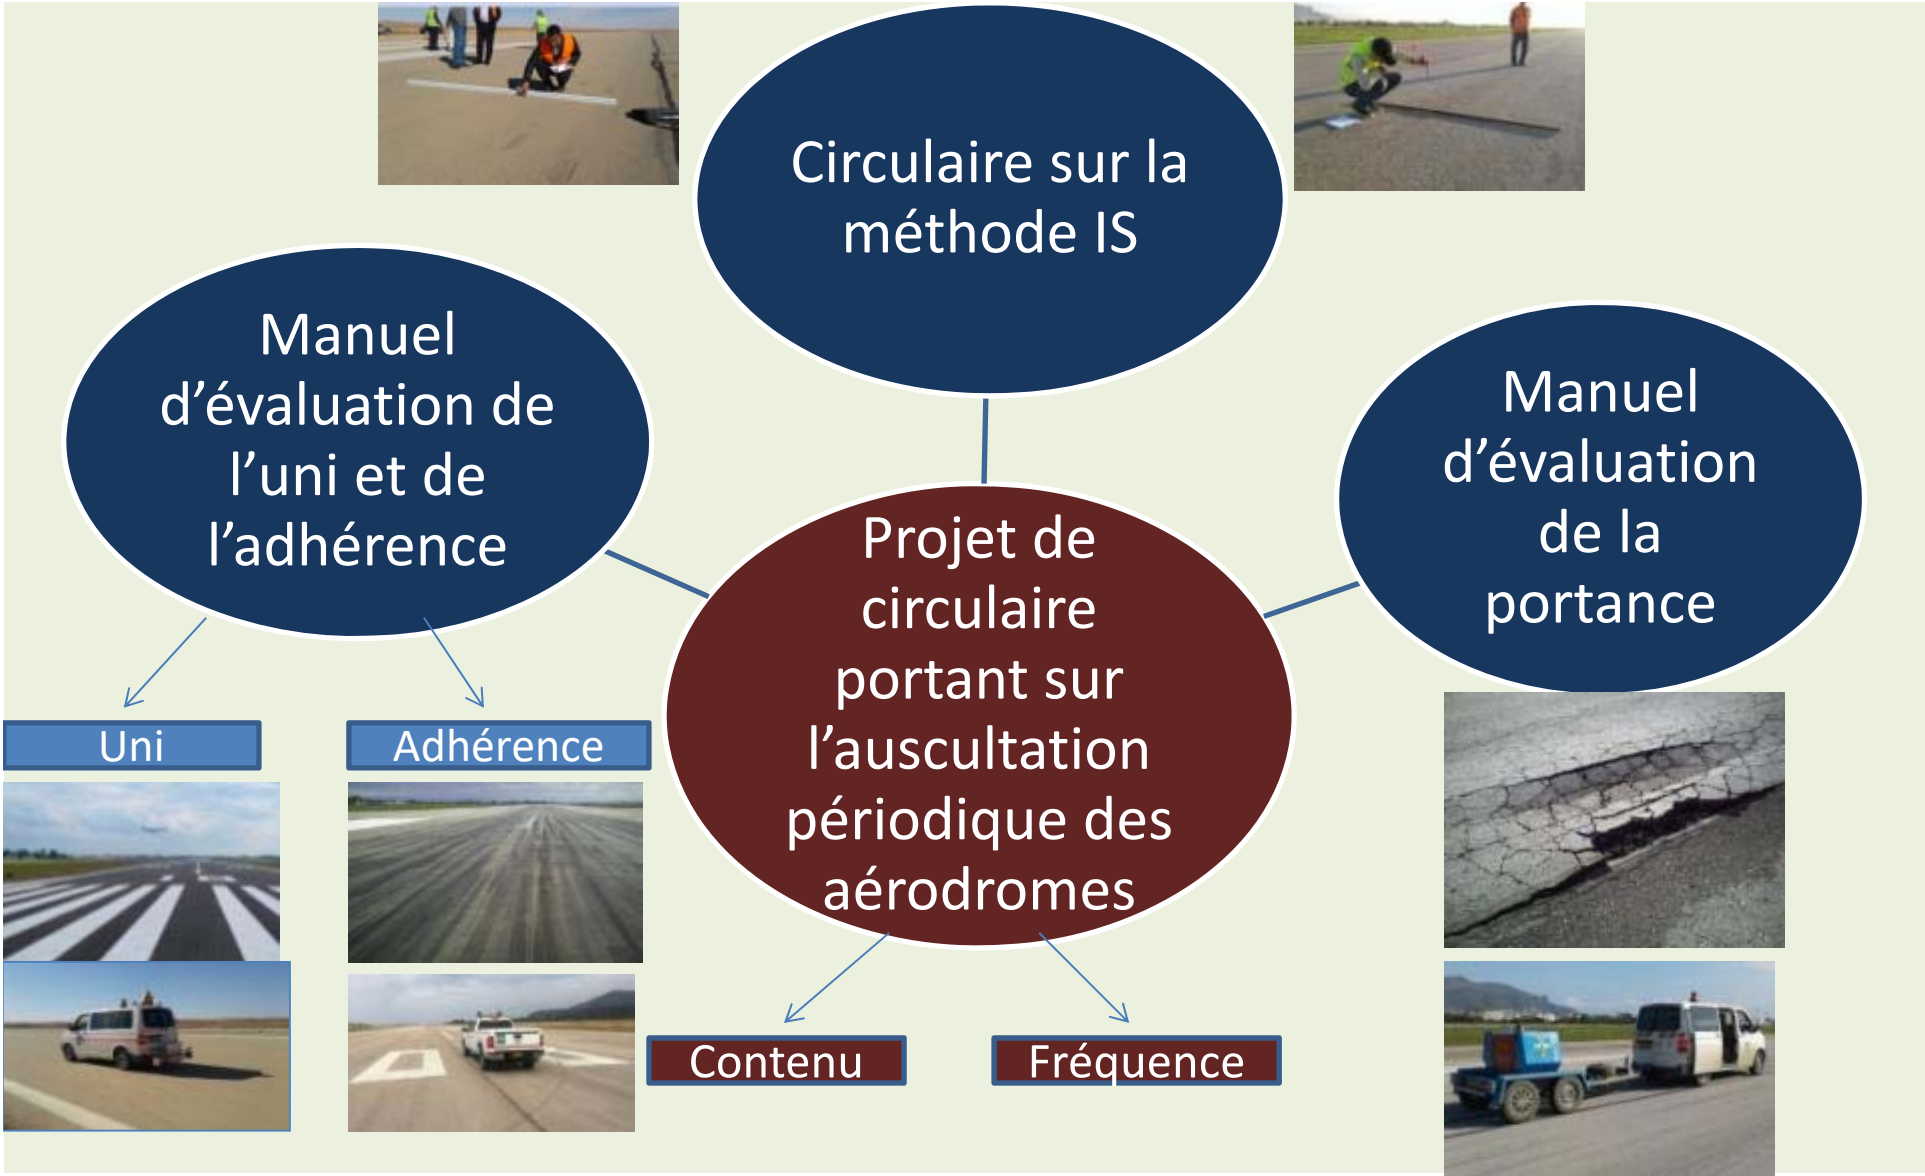 Circulaire sur la
méthode IS
Manuel
d’évaluation de
l’uni et de
l’adhérence
Manuel
d’évaluation
de la
portance
Projet de
circulaire
portant sur
l’auscultation
périodique des
aérodromes
Uni
Adhérence
Contenu
Fréquence